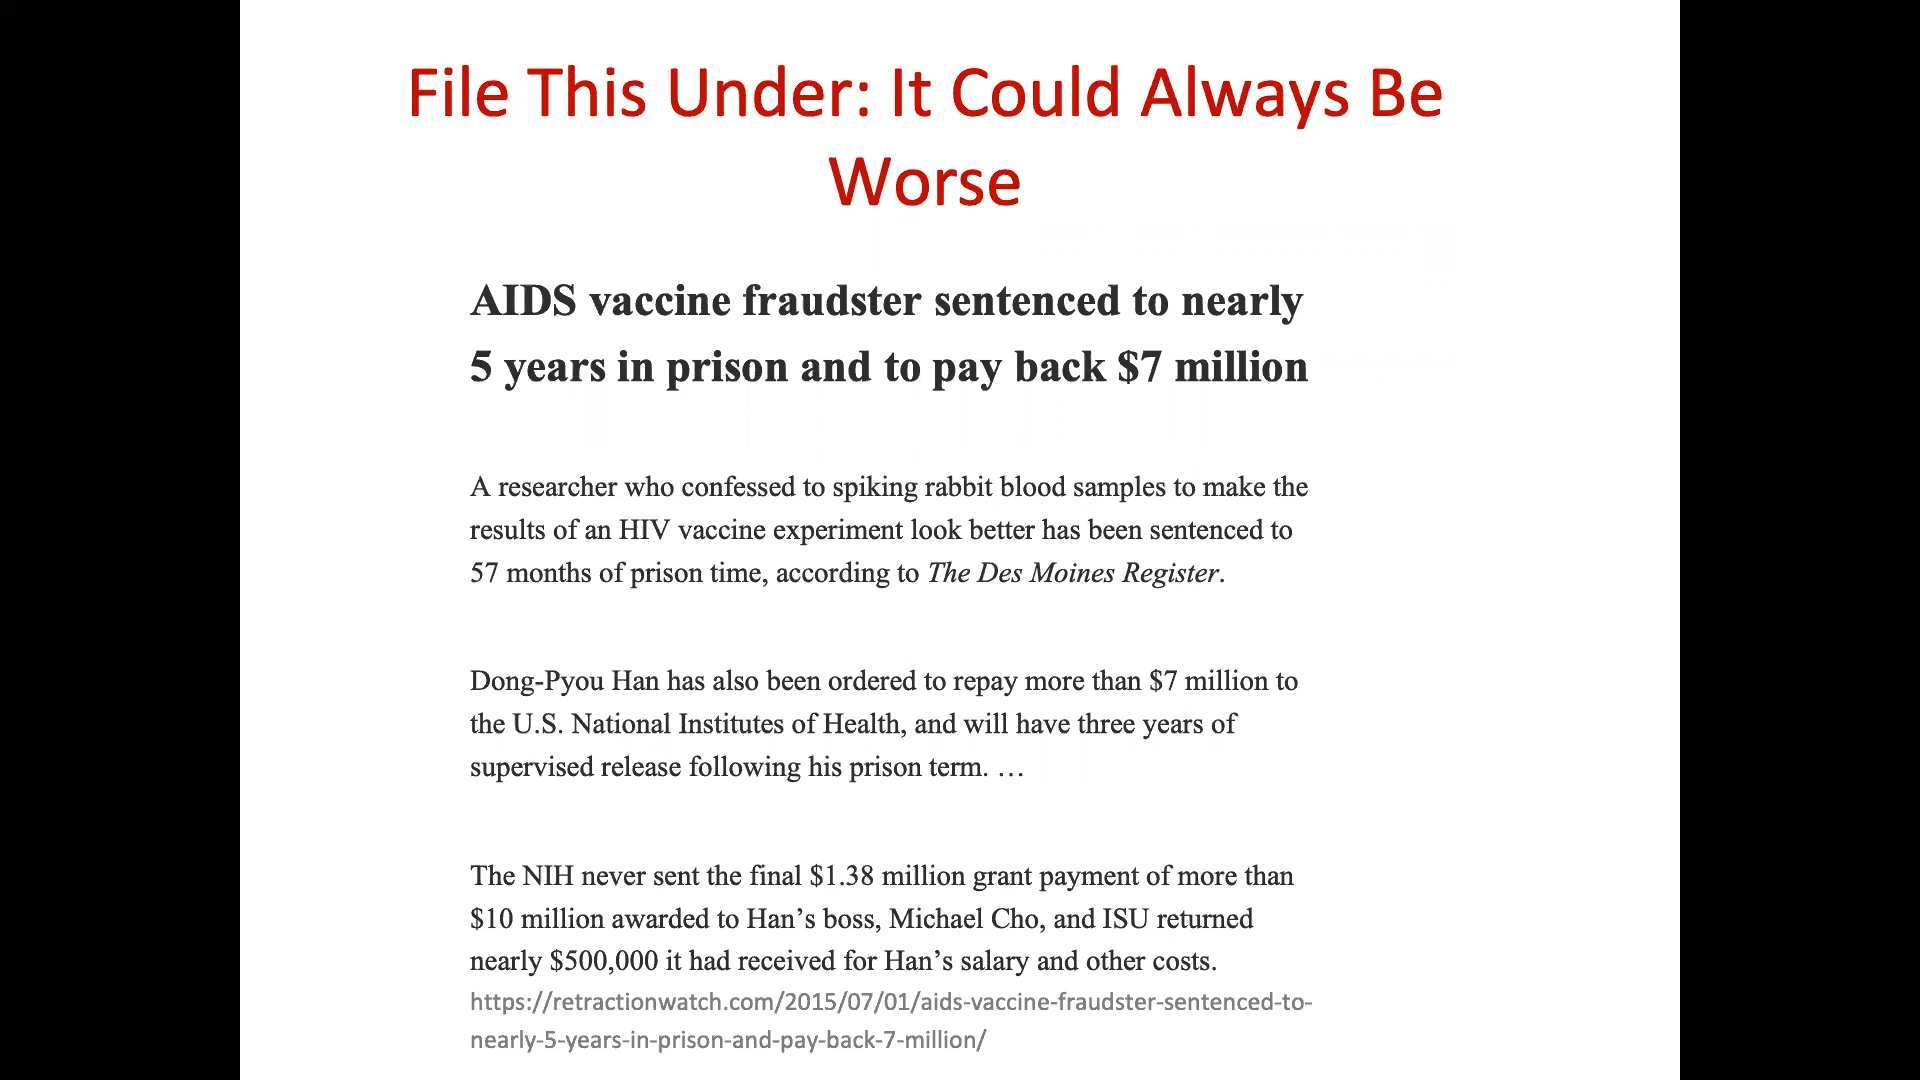 File This Under: It Could Always Be
Worse
AIDS vaccine fraudster sentenced to nearly
5 years in prison and to pay back $7 million
A researcher who confessed to spiking rabbit blood samples to make the
results of an HIV vaccine experiment look better has been sentenced to
57 months of prison time, according to The Des Moines Register.
Dong-Pyou Han has also been ordered to repay more than $7 million to
the U.S. National Institutes of Health, and will have three years of
supervised release following his prison term. …
The NIH never sent the final $1.38 million grant payment of more than
$10 million awarded to Han’s boss, Michael Cho, and ISU returned
nearly $500,000 it had received for Han’s salary and other costs.
https://retractionwatch.com/2015/07/01/aids-vaccine-fraudster-sentenced-to-
nearly-5-years-in-prison-and-pay-back-7-million/